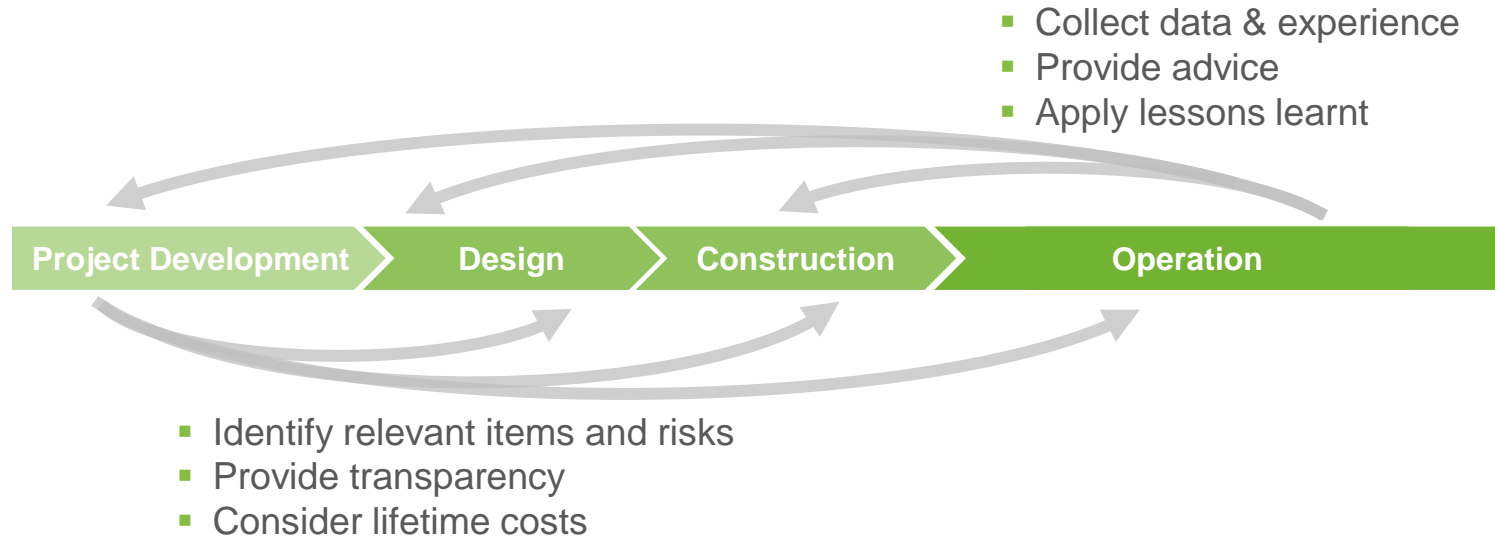 ▪ Collect data & experience
▪ Provide advice
▪ Apply lessons learnt
Project Development
Design
Construction
Operation
▪ Identify relevant items and risks
▪ Provide transparency
▪ Consider lifetime costs